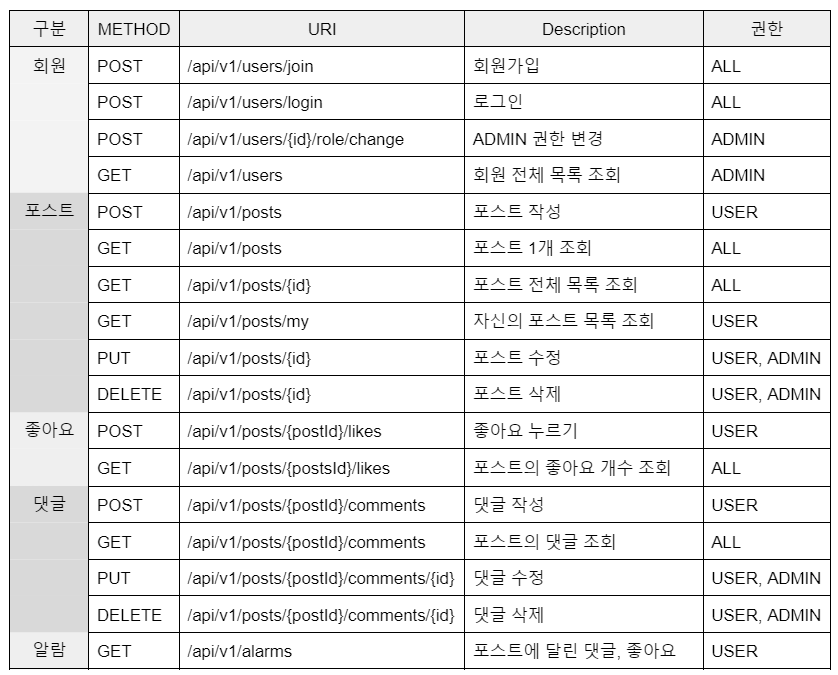 구분 METHOD URI Description 권한
회원 POST /api/v1/users/join 회원가입 ALL
POST /api/v1/users/login 로그인 ALL
POST /api/v1/users/{id}/role/change ADMIN 권한 변경 ADMIN
GET /api/v1/users 회원 전체 목록 조회 ADMIN
포스트 POST /api/v1/posts 포스트 작성 USER
GET /api/v1/posts 포스트 1개 조회 ALL
GET /api/v1/posts/{id} 포스트 전체 목록 조회 ALL
GET /api/v1/posts/my 자신의 포스트 목록 조회 USER
PUT /api/v1/posts/{id} 포스트 수정 USER, ADMIN
DELETE /api/v1/posts/{id} 포스트 삭제 USER, ADMIN
좋아요 POST /api/v1/posts/{postId}/likes 좋아요 누르기 USER
GET /api/v1/posts/{postsId}/likes 포스트의 좋아요 개수 조회 ALL
댓글 POST /api/v1/posts/{postId}/comments 댓글 작성 USER
GET /api/v1/posts/{postId}/comments 포스트의 댓글 조회 ALL
PUT /api/v1/posts/{postId}/comments/{id} 댓글 수정 USER, ADMIN
DELETE /api/v1/posts/{postId}/comments/{id} 댓글 삭제 USER, ADMIN
알람 GET /api/v1/alarms 포스트에 달린 댓글, 좋아요 USER